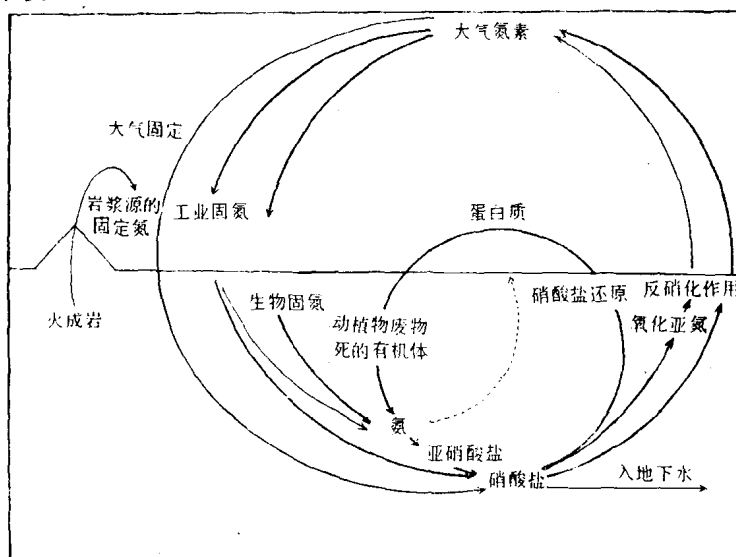 大气氮素
大气固定
岩浆源的
固定氮
工业固氮
蛋白质
火成岩
生物固氮
动植物废物
死的有机体
硝酸盐还原
反硝化作用
氧化亚氮
氨
亚硝酸盐
硝酸盐
入地下水